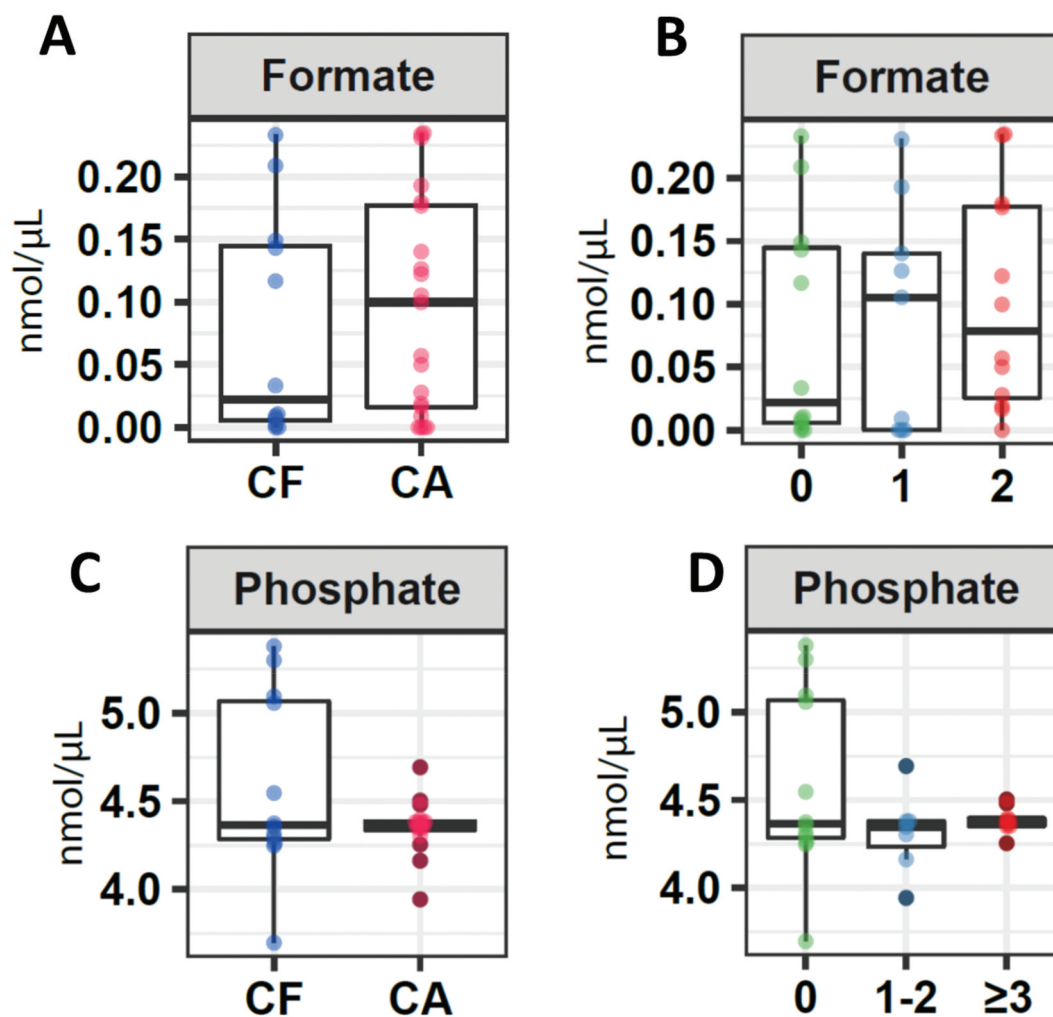 A
Formate
nmol/µL
0.20
0.15
0.10
0.05
0.00
CF CA
B
Formate
nmol/µL
0.20
0.15
0.10
0.05
0.00
0 1 2
C
Phosphate
nmol/µL
5.0
4.5
4.0
CF CA
D
Phosphate
nmol/µL
5.0
4.5
4.0
0 1-2 ≥3